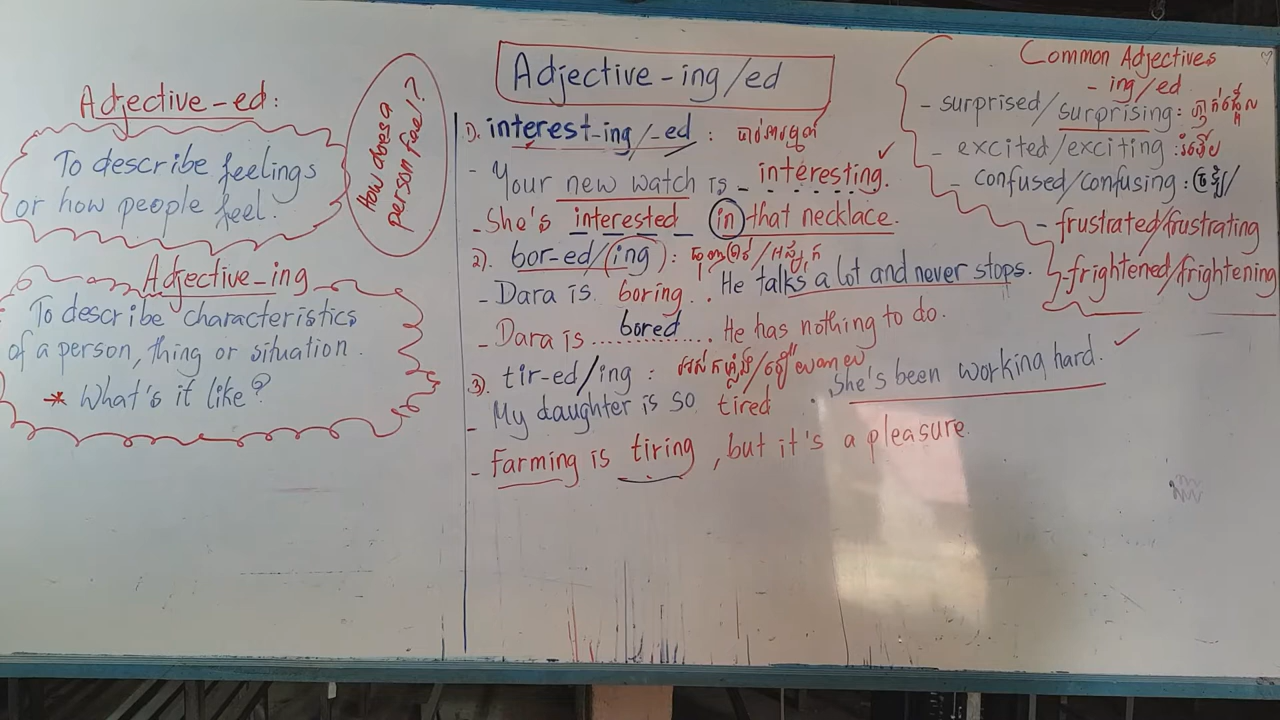 Adjective-ed:
To describe feelings
or how people feel.
How does a
person feel?
Adjective-ing
To describe characteristics
of a person, thing or situation.
* What's it like?
Adjective-ing/ed
1). interest-ing/-ed :
- Your new watch is interesting.
- She's interested in that necklace.
2). bor-ed/(ing) :
- Dara is boring. He talks a lot and never stops.
- Dara is bored. He has nothing to do.
3. tir-ed/ing :
- My daughter is so tired. She's been working hard.
- Farming is tiring, but it's a pleasure.
Common Adjectives
- ing/ed
- surprised/surprising :
- excited/exciting : រំភើប
- confused/confusing :
- frustrated/frustrating
- frightened/frightening